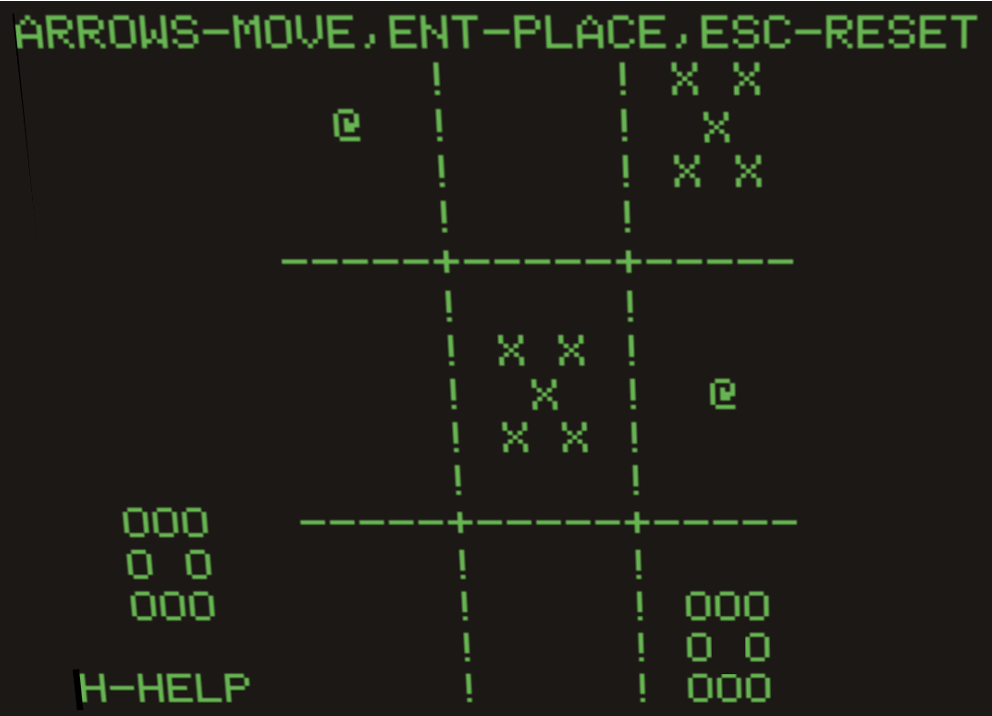 ARROWS-MOVE,ENT-PLACE,ESC-RESET
! ! X X
@ ! ! X
! ! X X
! !
-----+-----+-----
! !
! X X !
! X ! @
! X X !
! !
OOO -----+-----+-----
O O ! !
OOO ! ! OOO
! ! O O
H-HELP ! ! OOO